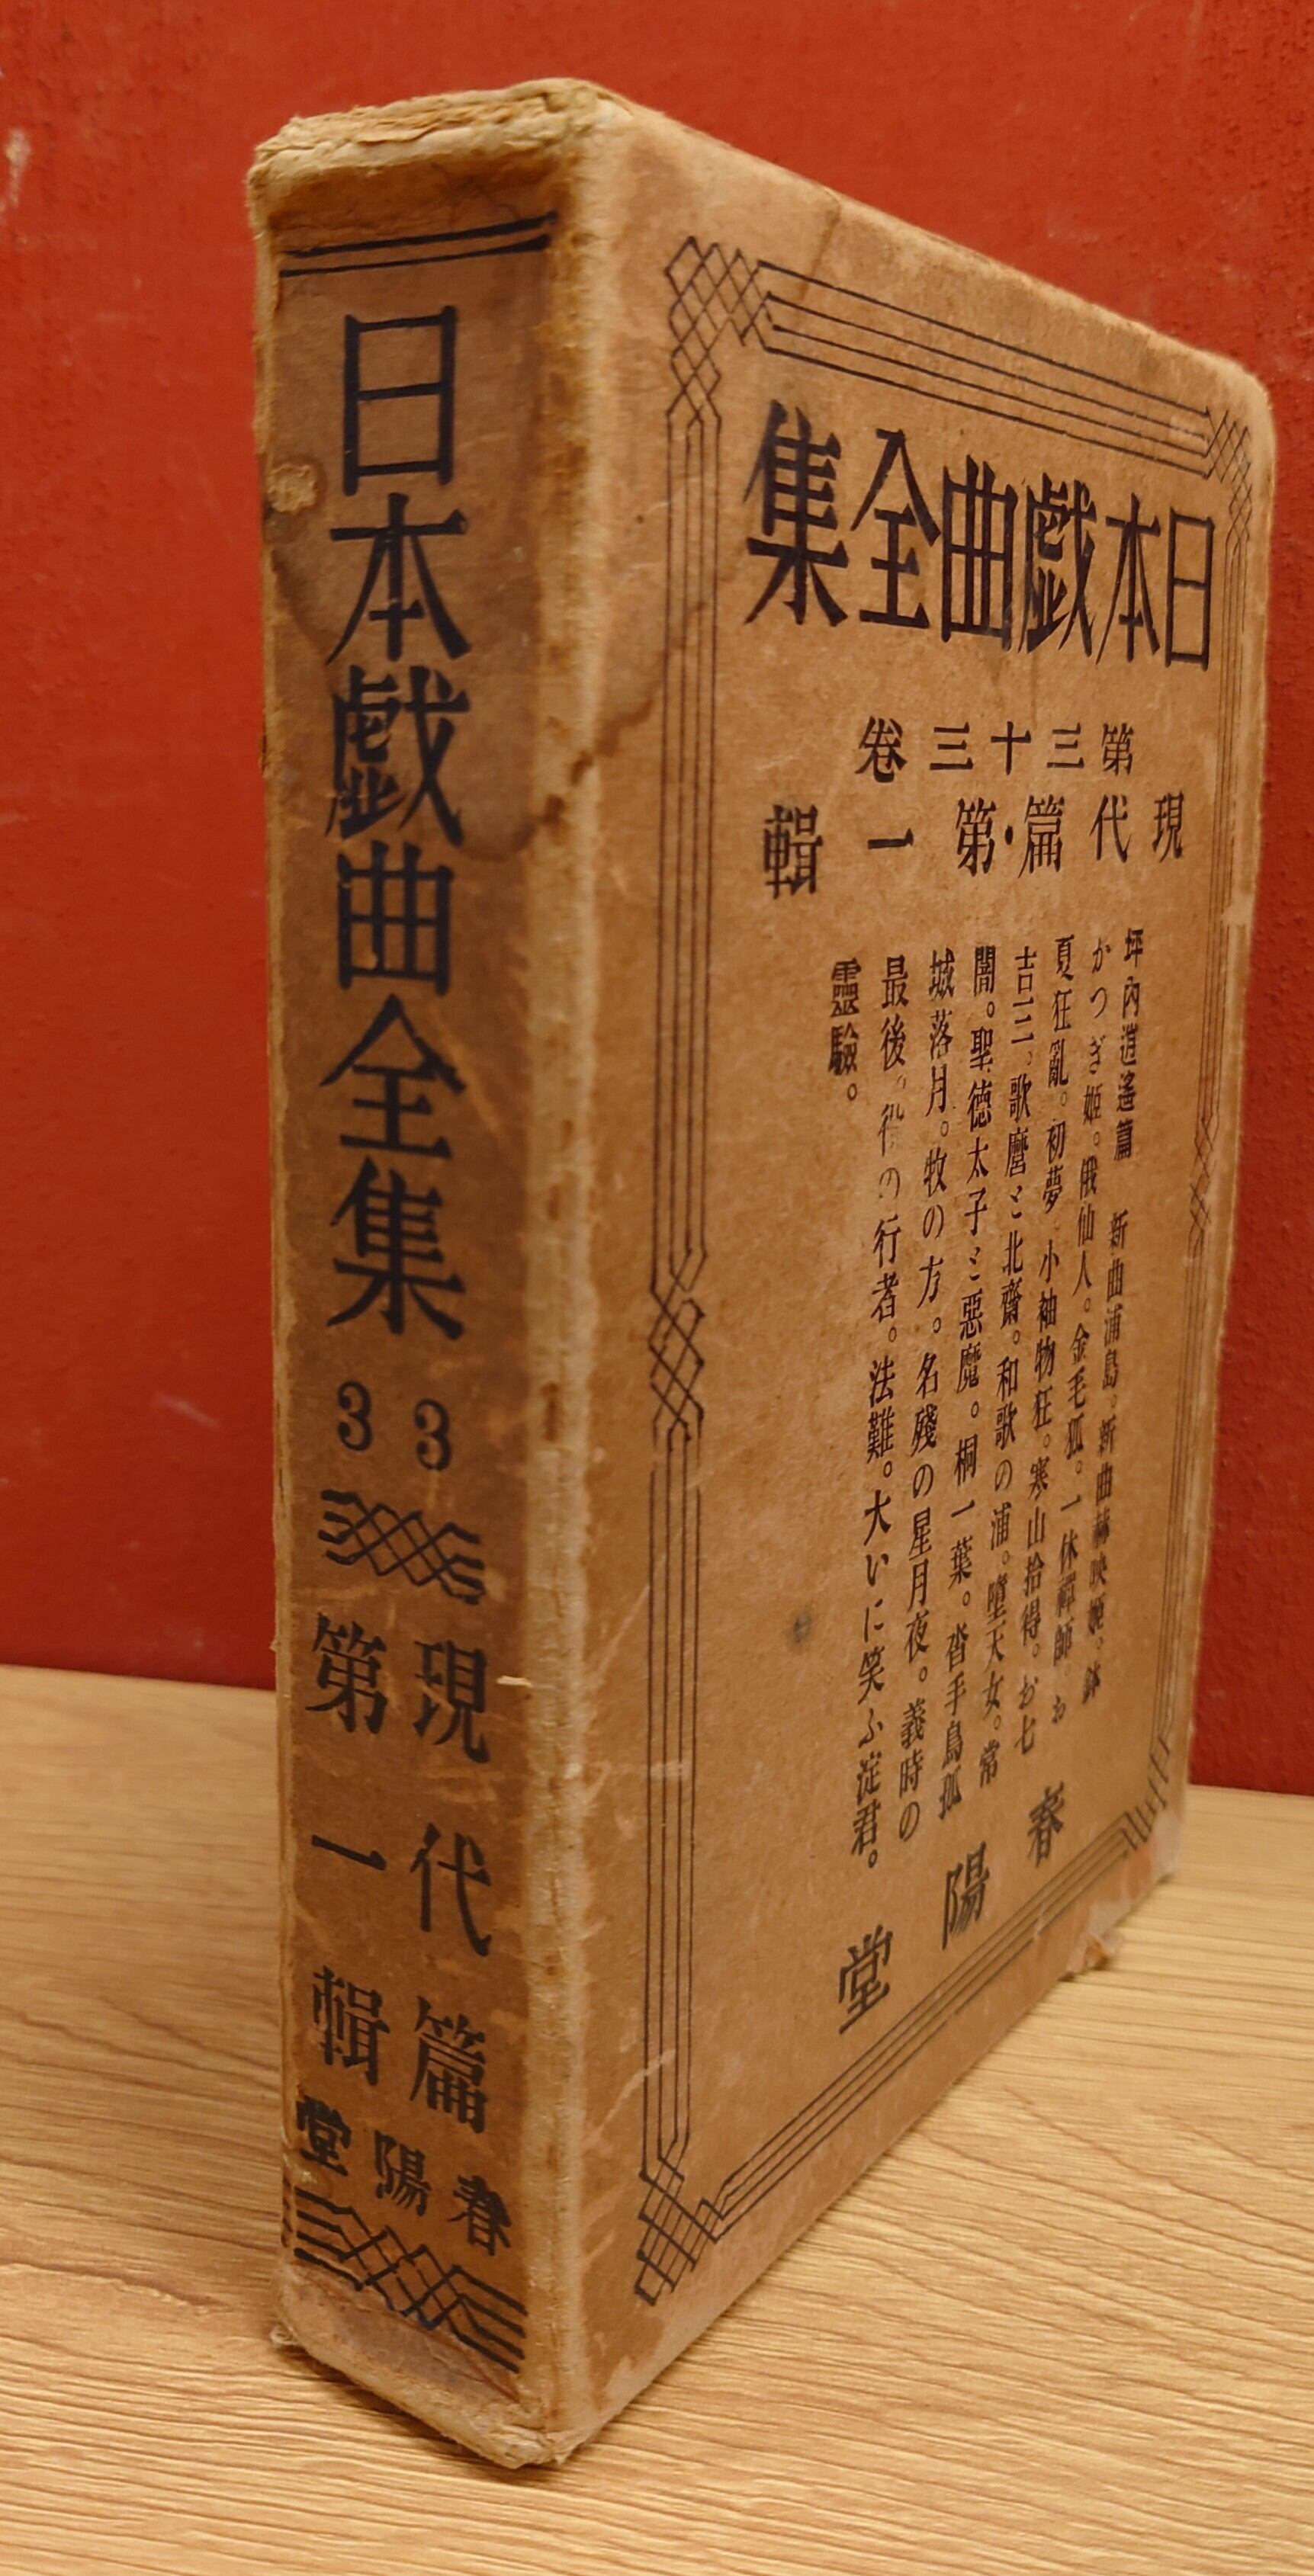 日本戯曲全集
33
現代篇
第一輯
春陽堂
日本戯曲全集
第三十三卷
現代篇・第一輯
坪內逍遙篇 新曲浦島。新曲赫映姫。鉢
かつぎ姫。俄仙人。金毛狐。一休禪師。お
夏狂亂。初夢。小袖物狂。寒山拾得。お七
吉三。歌麿と北齋。和歌の浦。墮天女。常
闇。聖徳太子と惡魔。桐一葉。沓手鳥孤
城落月。牧の方。名殘の星月夜。義時の
最後。役の行者。法難。大いに笑ふ淀君。
靈驗。
春陽堂